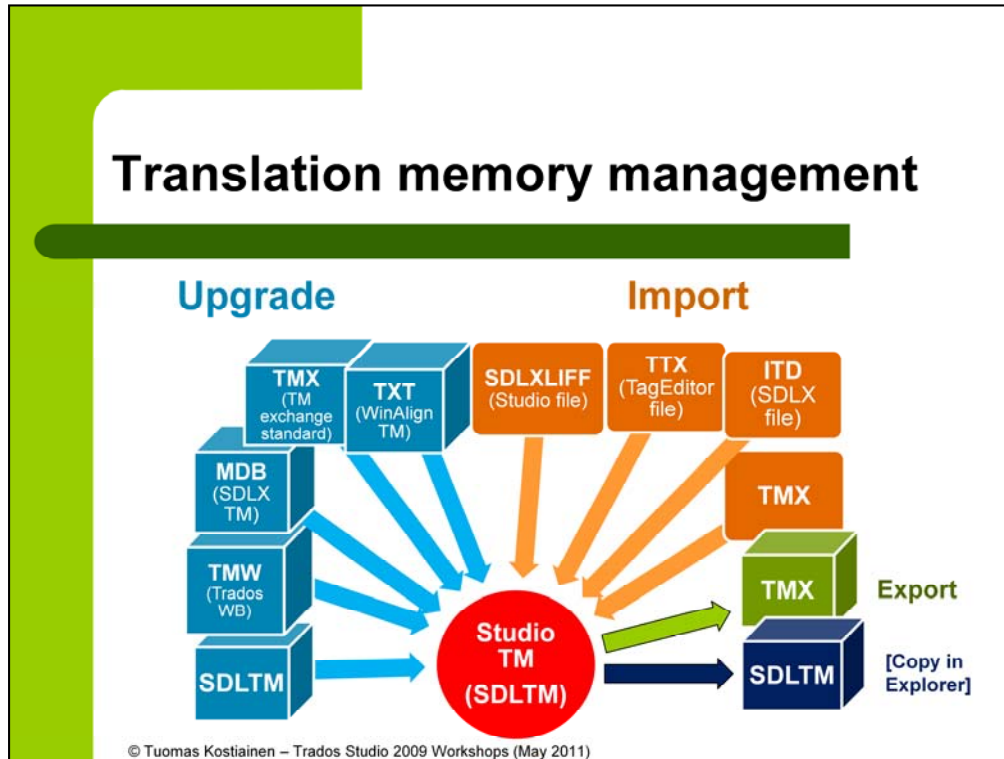 Translation memory management
Upgrade
Import
TMX
(TM
exchange
standard)
TXT
(WinAlign
TM)
SDLXLIFF
(Studio file)
TTX
(TagEditor
file)
ITD
(SDLX
file)
MDB
(SDLX
TM)
TMX
TMW
(Trados
WB)
TMX
Export
Studio
TM
(SDLTM)
SDLTM
SDLTM
[Copy in
Explorer]
© Tuomas Kostiainen – Trados Studio 2009 Workshops (May 2011)